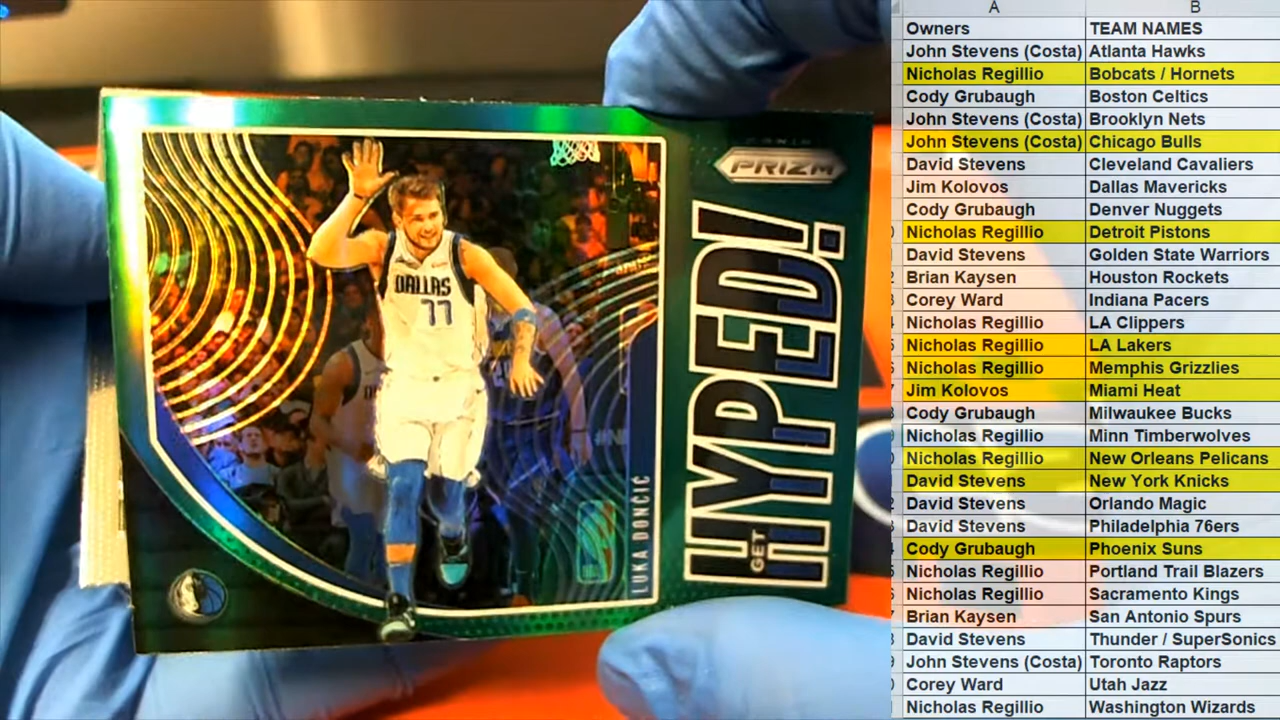 PANINI
PRIZM
GET HYPED!
LUKA DONCIC
DALLAS
77
A B
Owners TEAM NAMES
John Stevens (Costa) Atlanta Hawks
Nicholas Regillio Bobcats / Hornets
Cody Grubaugh Boston Celtics
John Stevens (Costa) Brooklyn Nets
John Stevens (Costa) Chicago Bulls
David Stevens Cleveland Cavaliers
Jim Kolovos Dallas Mavericks
Cody Grubaugh Denver Nuggets
Nicholas Regillio Detroit Pistons
David Stevens Golden State Warriors
Brian Kaysen Houston Rockets
Corey Ward Indiana Pacers
Nicholas Regillio LA Clippers
Nicholas Regillio LA Lakers
Nicholas Regillio Memphis Grizzlies
Jim Kolovos Miami Heat
Cody Grubaugh Milwaukee Bucks
Nicholas Regillio Minn Timberwolves
Nicholas Regillio New Orleans Pelicans
David Stevens New York Knicks
David Stevens Orlando Magic
David Stevens Philadelphia 76ers
Cody Grubaugh Phoenix Suns
Nicholas Regillio Portland Trail Blazers
Nicholas Regillio Sacramento Kings
Brian Kaysen San Antonio Spurs
David Stevens Thunder / SuperSonics
John Stevens (Costa) Toronto Raptors
Corey Ward Utah Jazz
Nicholas Regillio Washington Wizards